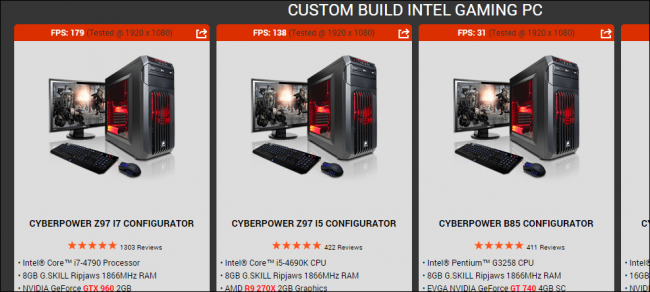 CUSTOM BUILD INTEL GAMING PC
FPS: 179 (Tested @ 1920 x 1080)
FPS: 138 (Tested @ 1920 x 1080)
FPS: 31 (Tested @ 1920 x 1080)
CYBERPOWER Z97 I7 CONFIGURATOR
1303 Reviews
• Intel® Core™ i7-4790 Processor
• 8GB G.SKILL Ripjaws 1866MHz RAM
• NVIDIA GeForce GTX 960 2GB
CYBERPOWER Z97 I5 CONFIGURATOR
422 Reviews
• Intel® Core™ i5-4690K CPU
• 8GB G.SKILL Ripjaws 1866MHz RAM
• AMD R9 270X 2GB Graphics
CYBERPOWER B85 CONFIGURATOR
411 Reviews
• Intel® Pentium™ G3258 CPU
• 8GB G.SKILL Ripjaws 1866MHz RAM
• EVGA NVIDIA GeForce GT 740 4GB SC
• I
• 16GB
• N